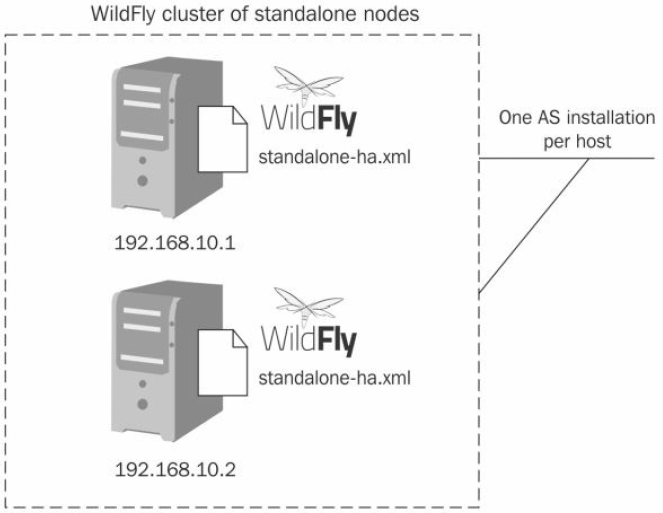 WildFly cluster of standalone nodes
WildFly
standalone-ha.xml
One AS installation
per host
192.168.10.1
WildFly
standalone-ha.xml
192.168.10.2